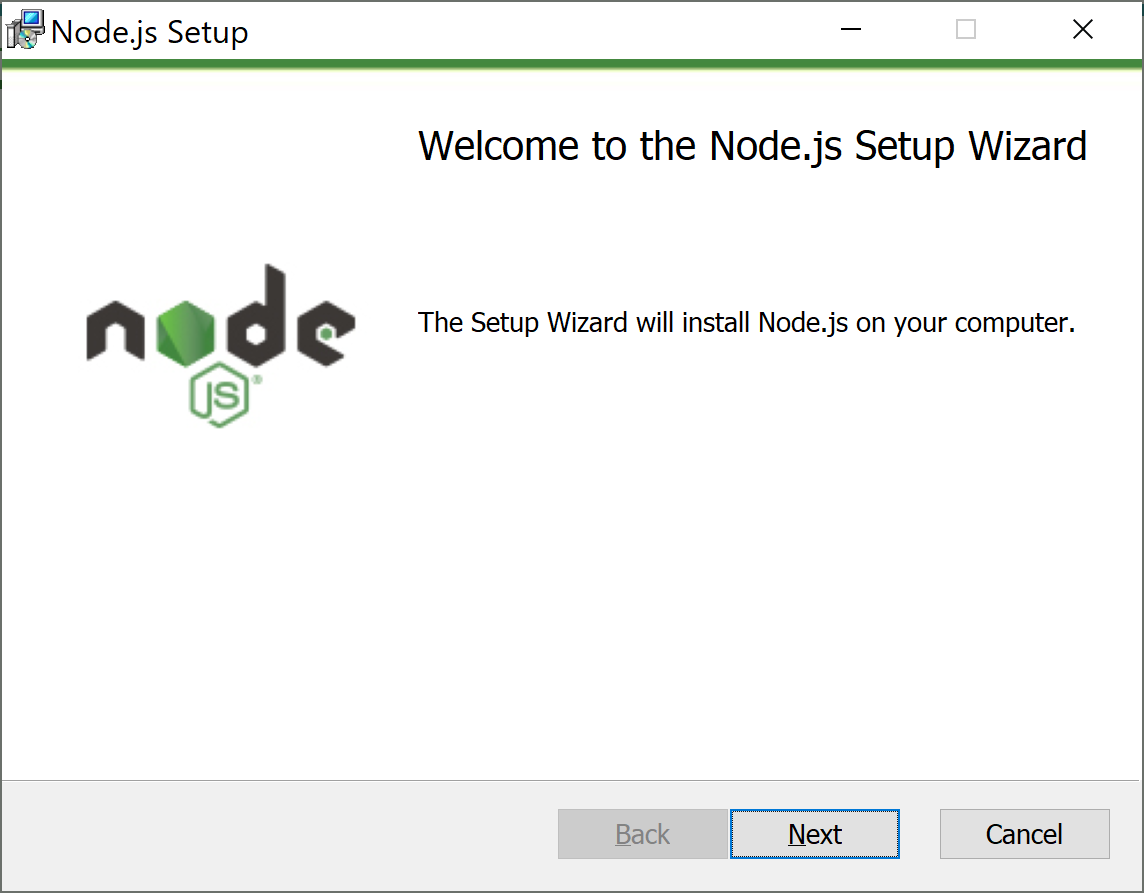 Node.js Setup
Welcome to the Node.js Setup Wizard
node
JS®
The Setup Wizard will install Node.js on your computer.
Back
Next
Cancel